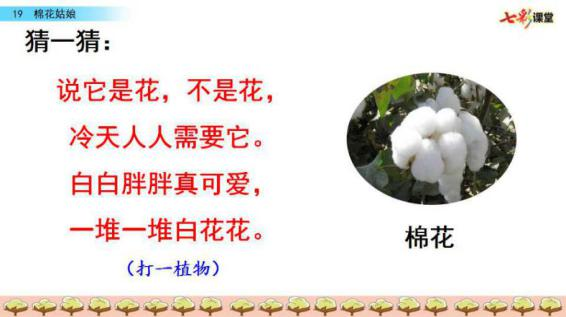 19 棉花姑娘
七彩课堂
猜一猜：
说它是花，不是花，
冷天人人需要它。
白白胖胖真可爱，
一堆一堆白花花。
（打一植物）
棉花